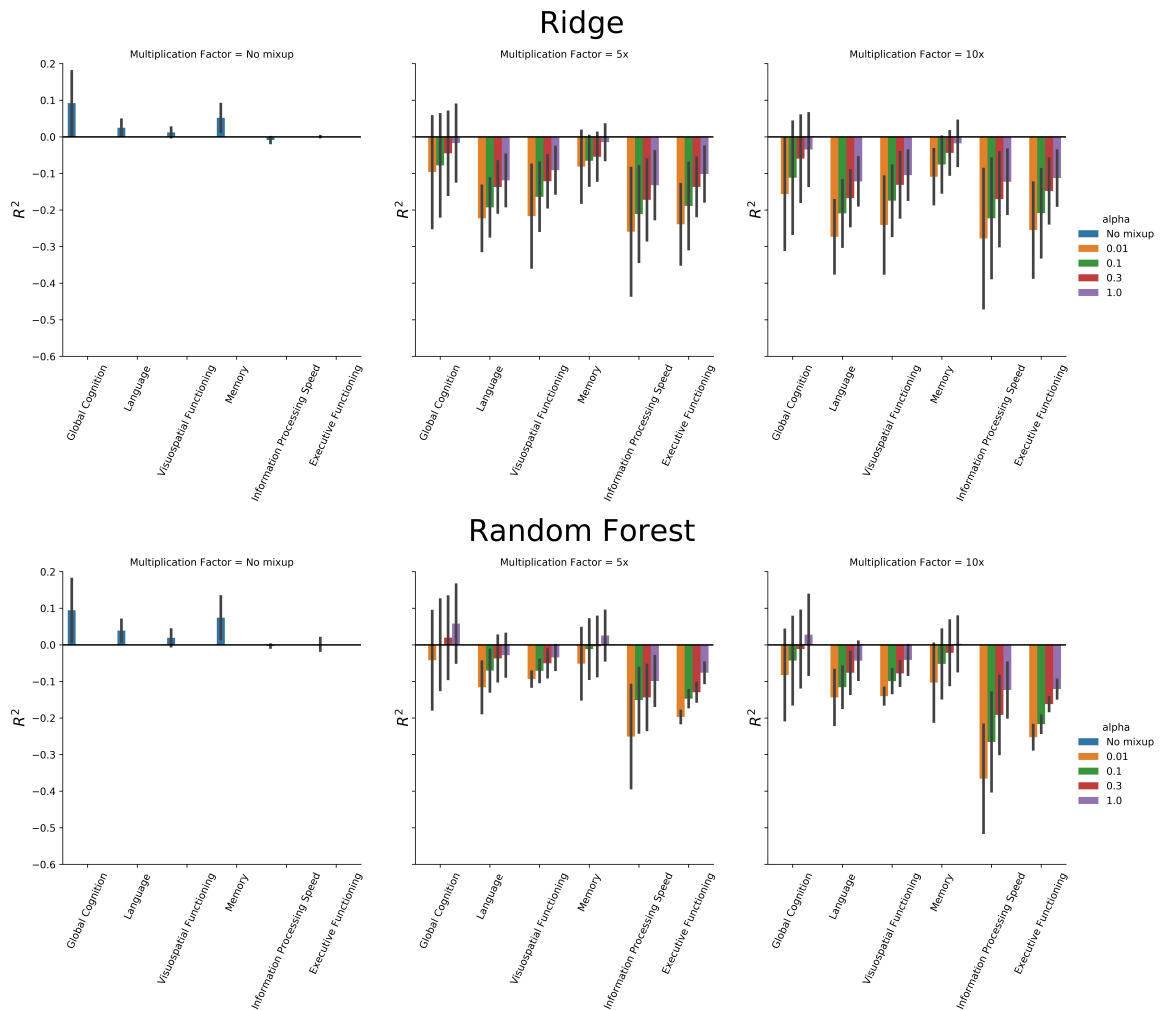 Ridge
Multiplication Factor = No mixup
Multiplication Factor = 5x
Multiplication Factor = 10x
0.2
0.1
0.0
−0.1
−0.2
−0.3
−0.4
−0.5
−0.6
R²
R²
R²
alpha
No mixup
0.01
0.1
0.3
1.0
Global Cognition
Language
Visuospatial Functioning
Memory
Information Processing Speed
Executive Functioning
Global Cognition
Language
Visuospatial Functioning
Memory
Information Processing Speed
Executive Functioning
Global Cognition
Language
Visuospatial Functioning
Memory
Information Processing Speed
Executive Functioning
Random Forest
Multiplication Factor = No mixup
Multiplication Factor = 5x
Multiplication Factor = 10x
0.2
0.1
0.0
−0.1
−0.2
−0.3
−0.4
−0.5
−0.6
R²
R²
R²
alpha
No mixup
0.01
0.1
0.3
1.0
Global Cognition
Language
Visuospatial Functioning
Memory
Information Processing Speed
Executive Functioning
Global Cognition
Language
Visuospatial Functioning
Memory
Information Processing Speed
Executive Functioning
Global Cognition
Language
Visuospatial Functioning
Memory
Information Processing Speed
Executive Functioning